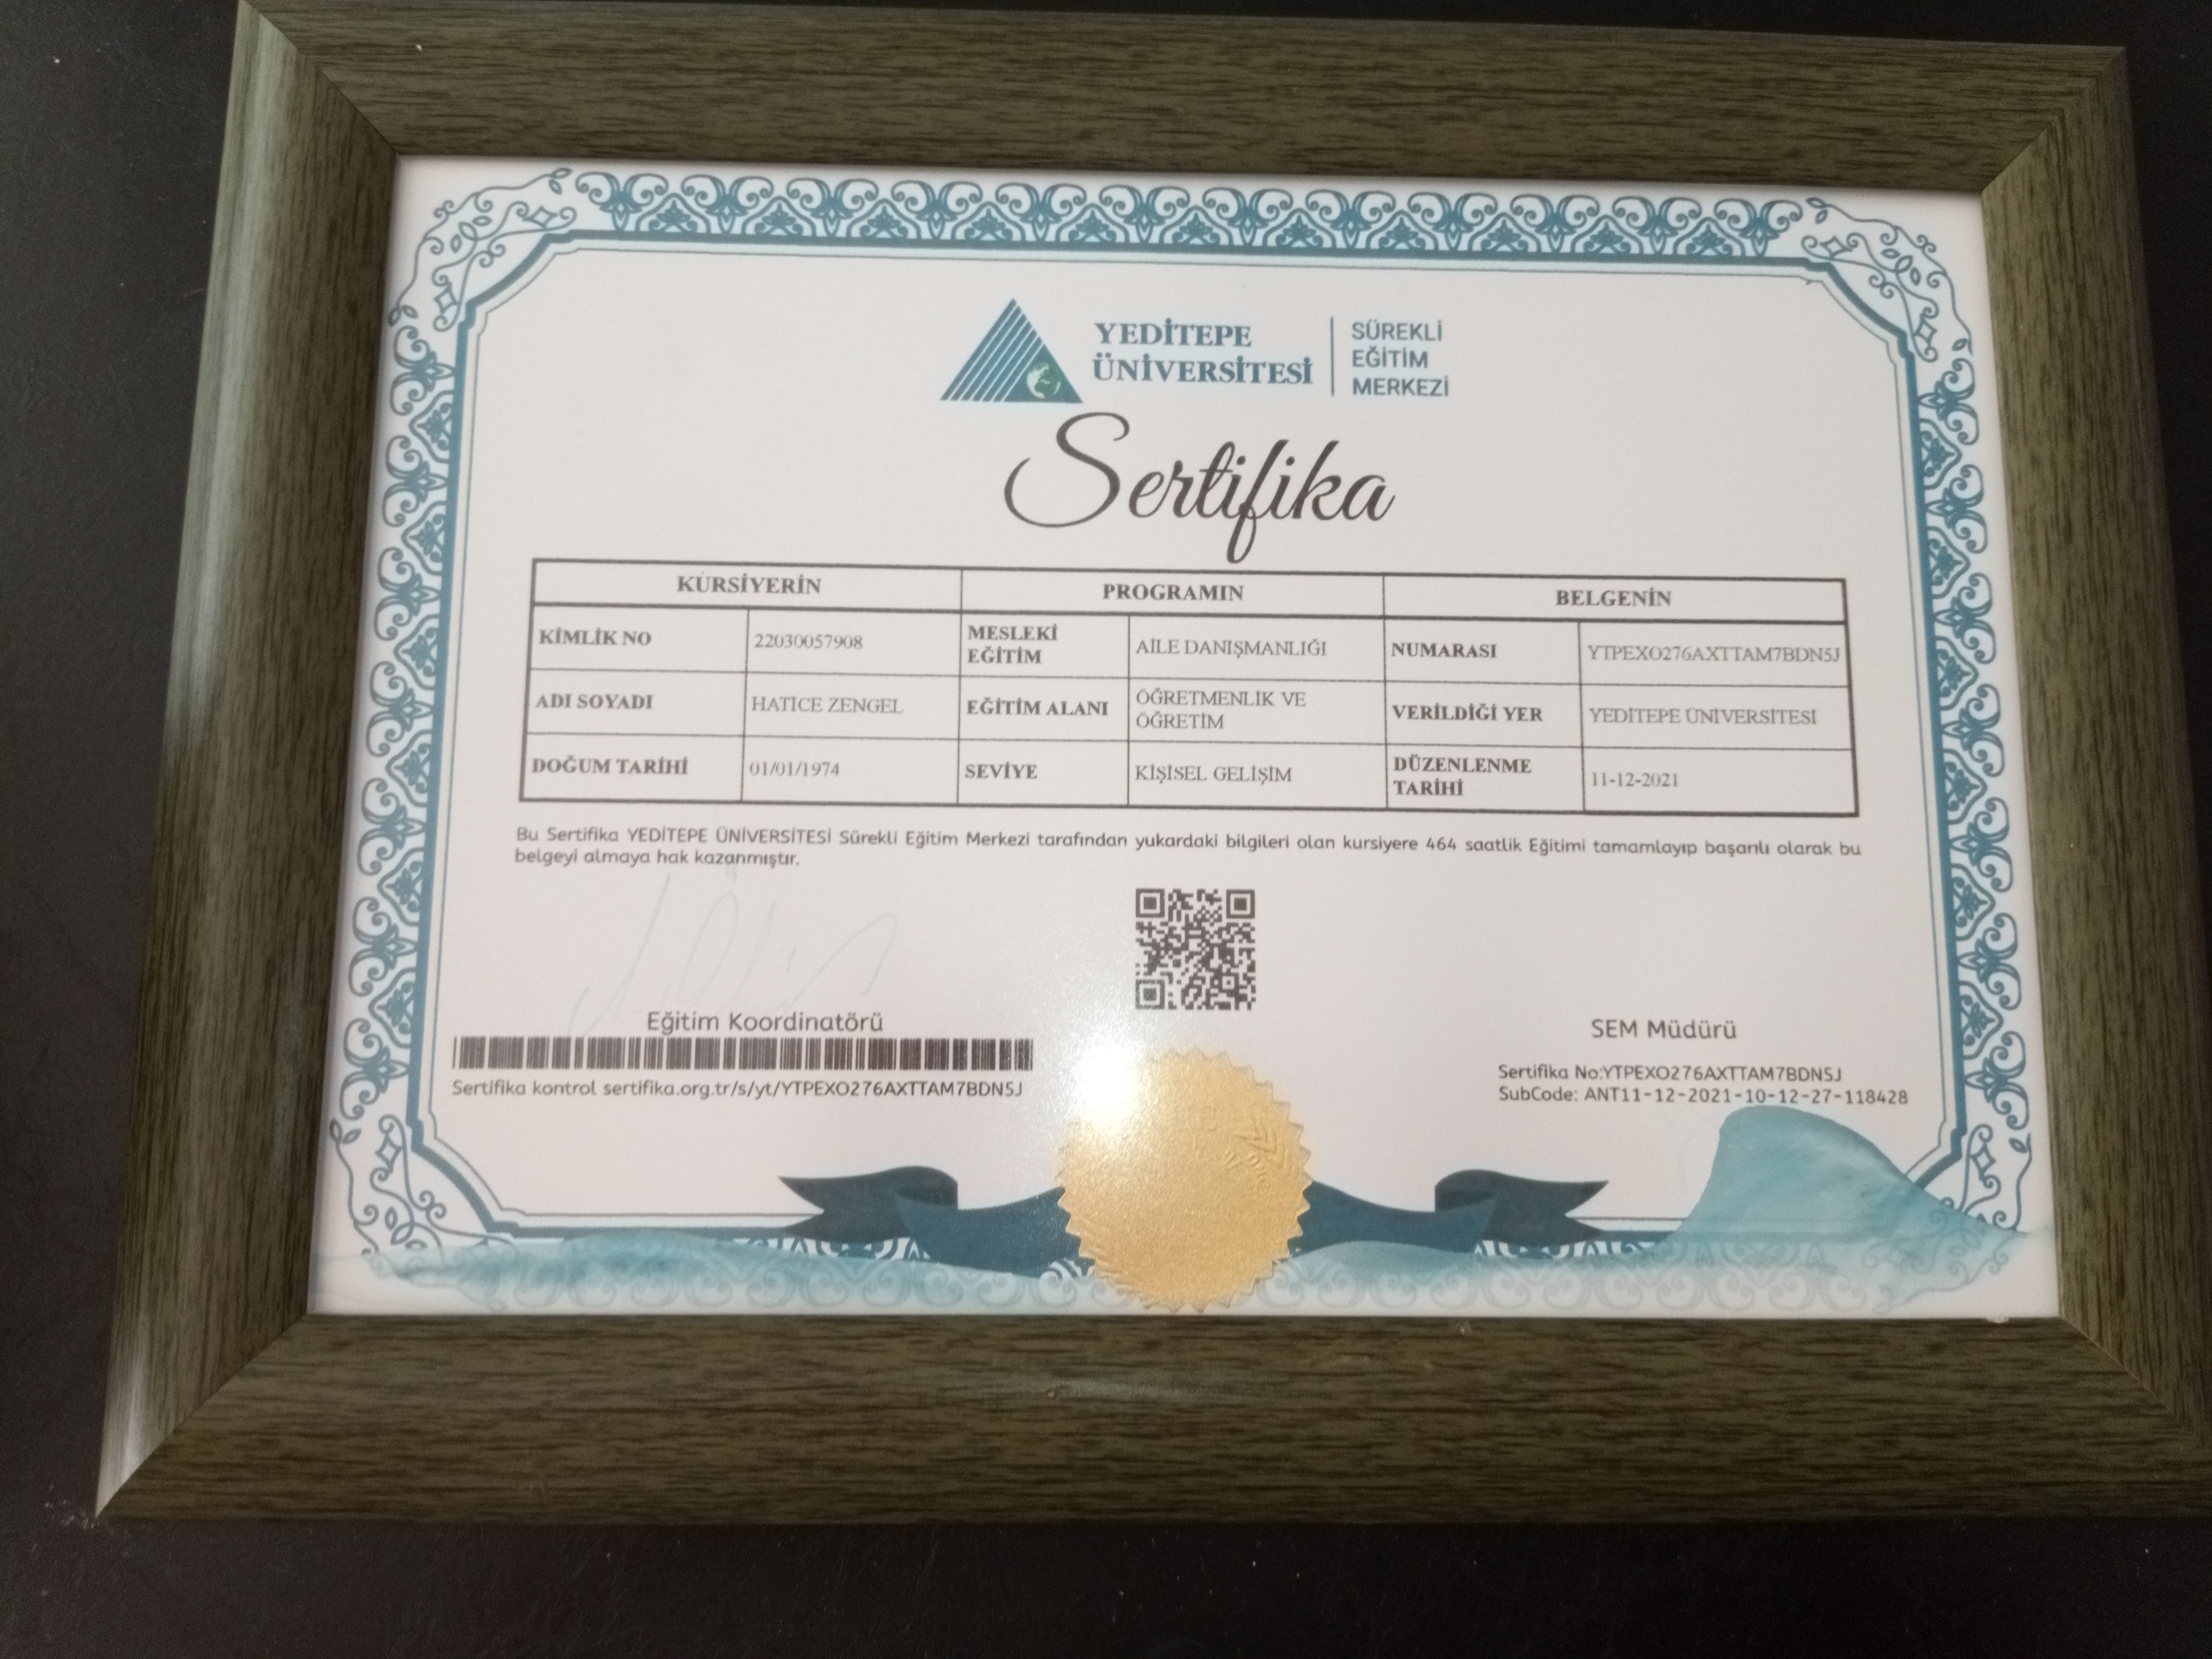 YEDİTEPE
ÜNİVERSİTESİ
SÜREKLİ
EĞİTİM
MERKEZİ
Sertifika
KURSİYERİN
PROGRAMIN
BELGENİN
KİMLİK NO
22030057908
MESLEKİ
EĞİTİM
AİLE DANIŞMANLIĞI
NUMARASI
YTPEXO276AXTTAM7BDN5J
ADI SOYADI
HATİCE ZENGEL
EĞİTİM ALANI
ÖĞRETMENLİK VE
ÖĞRETİM
VERİLDİĞİ YER
YEDİTEPE ÜNİVERSİTESİ
DOĞUM TARİHİ
01/01/1974
SEVİYE
KİŞİSEL GELİŞİM
DÜZENLENME
TARİHİ
11-12-2021
Bu Sertifika YEDİTEPE ÜNİVERSİTESİ Sürekli Eğitim Merkezi tarafından yukardaki bilgileri olan kursiyere 464 saatlik Eğitimi tamamlayıp başarılı olarak bu
belgeyi almaya hak kazanmıştır.
Eğitim Koordinatörü
Sertifika kontrol sertifika.org.tr/s/yt/YTPEXO276AXTTAM7BDN5J
SEM Müdürü
Sertifika No:YTPEXO276AXTTAM7BDN5J
SubCode: ANT11-12-2021-10-12-27-118428